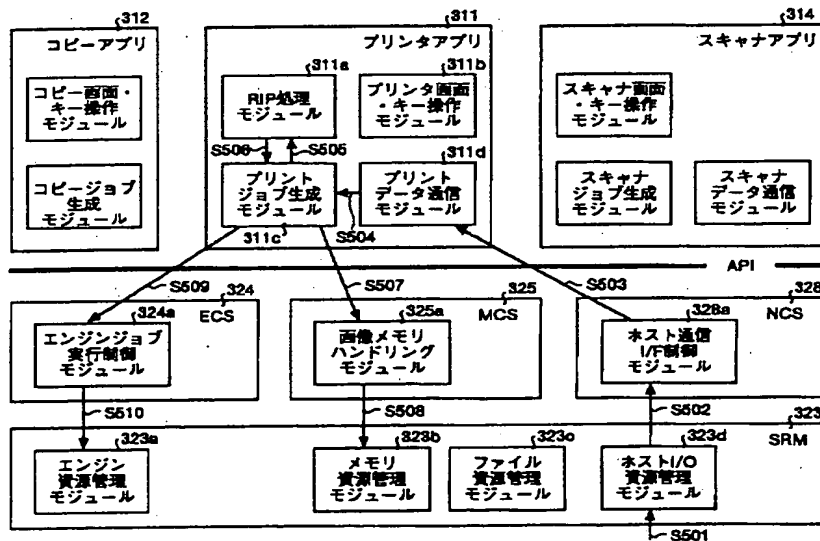 312
コピーアプリ
コピー画面・
キー操作
モジュール
コピージョブ
生成
モジュール
311
プリンタアプリ
311a
RIP処理
モジュール
311b
プリンタ画面
・キー操作
モジュール
S506
S505
プリント
ジョブ生成
モジュール
311c
311d
プリント
データ通信
モジュール
S504
314
スキャナアプリ
スキャナ画面
・キー操作
モジュール
スキャナ
ジョブ生成
モジュール
スキャナ
データ通信
モジュール
API
S509
S507
S503
324
ECS
324a
エンジンジョブ
実行制御
モジュール
325
MCS
325a
画像メモリ
ハンドリング
モジュール
328
NCS
328a
ホスト通信
I/F制御
モジュール
S510
S508
S502
323
SRM
323a
エンジン
資源管理
モジュール
323b
メモリ
資源管理
モジュール
323c
ファイル
資源管理
モジュール
323d
ホストI/O
資源管理
モジュール
S501